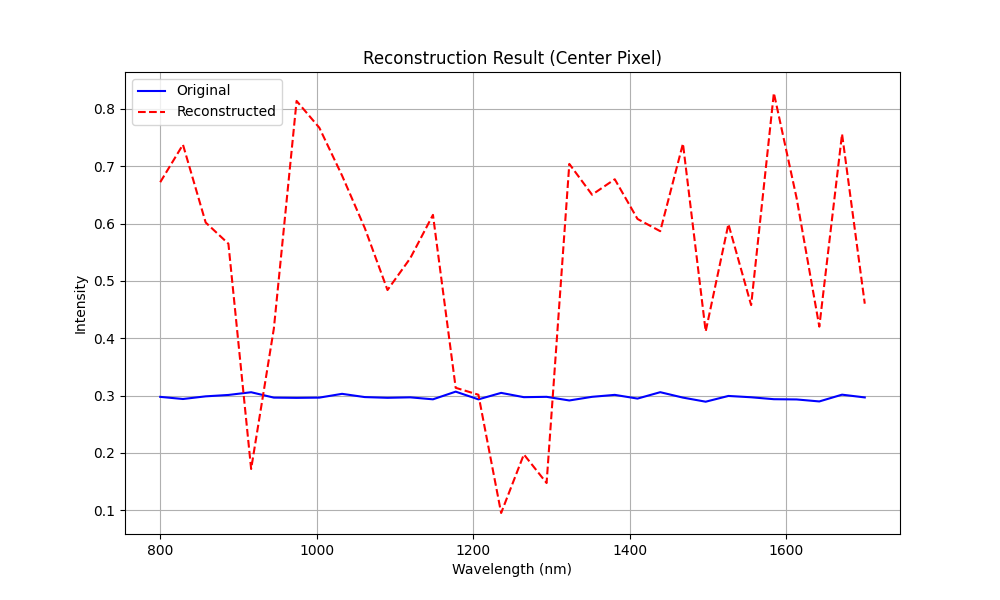 Reconstruction Result (Center Pixel)
Original
Reconstructed
Intensity
0.8
0.7
0.6
0.5
0.4
0.3
0.2
0.1
800 1000 1200 1400 1600
Wavelength (nm)